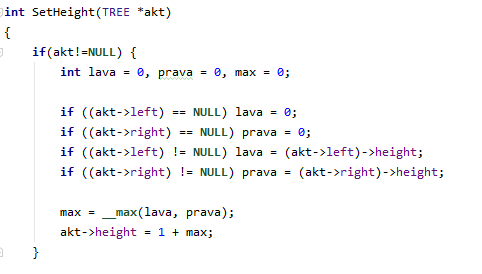 int SetHeight(TREE *akt)
{
if(akt!=NULL) {
int lava = 0, prava = 0, max = 0;
if ((akt->left) == NULL) lava = 0;
if ((akt->right) == NULL) prava = 0;
if ((akt->left) != NULL) lava = (akt->left)->height;
if ((akt->right) != NULL) prava = (akt->right)->height;
max = __max(lava, prava);
akt->height = 1 + max;
}